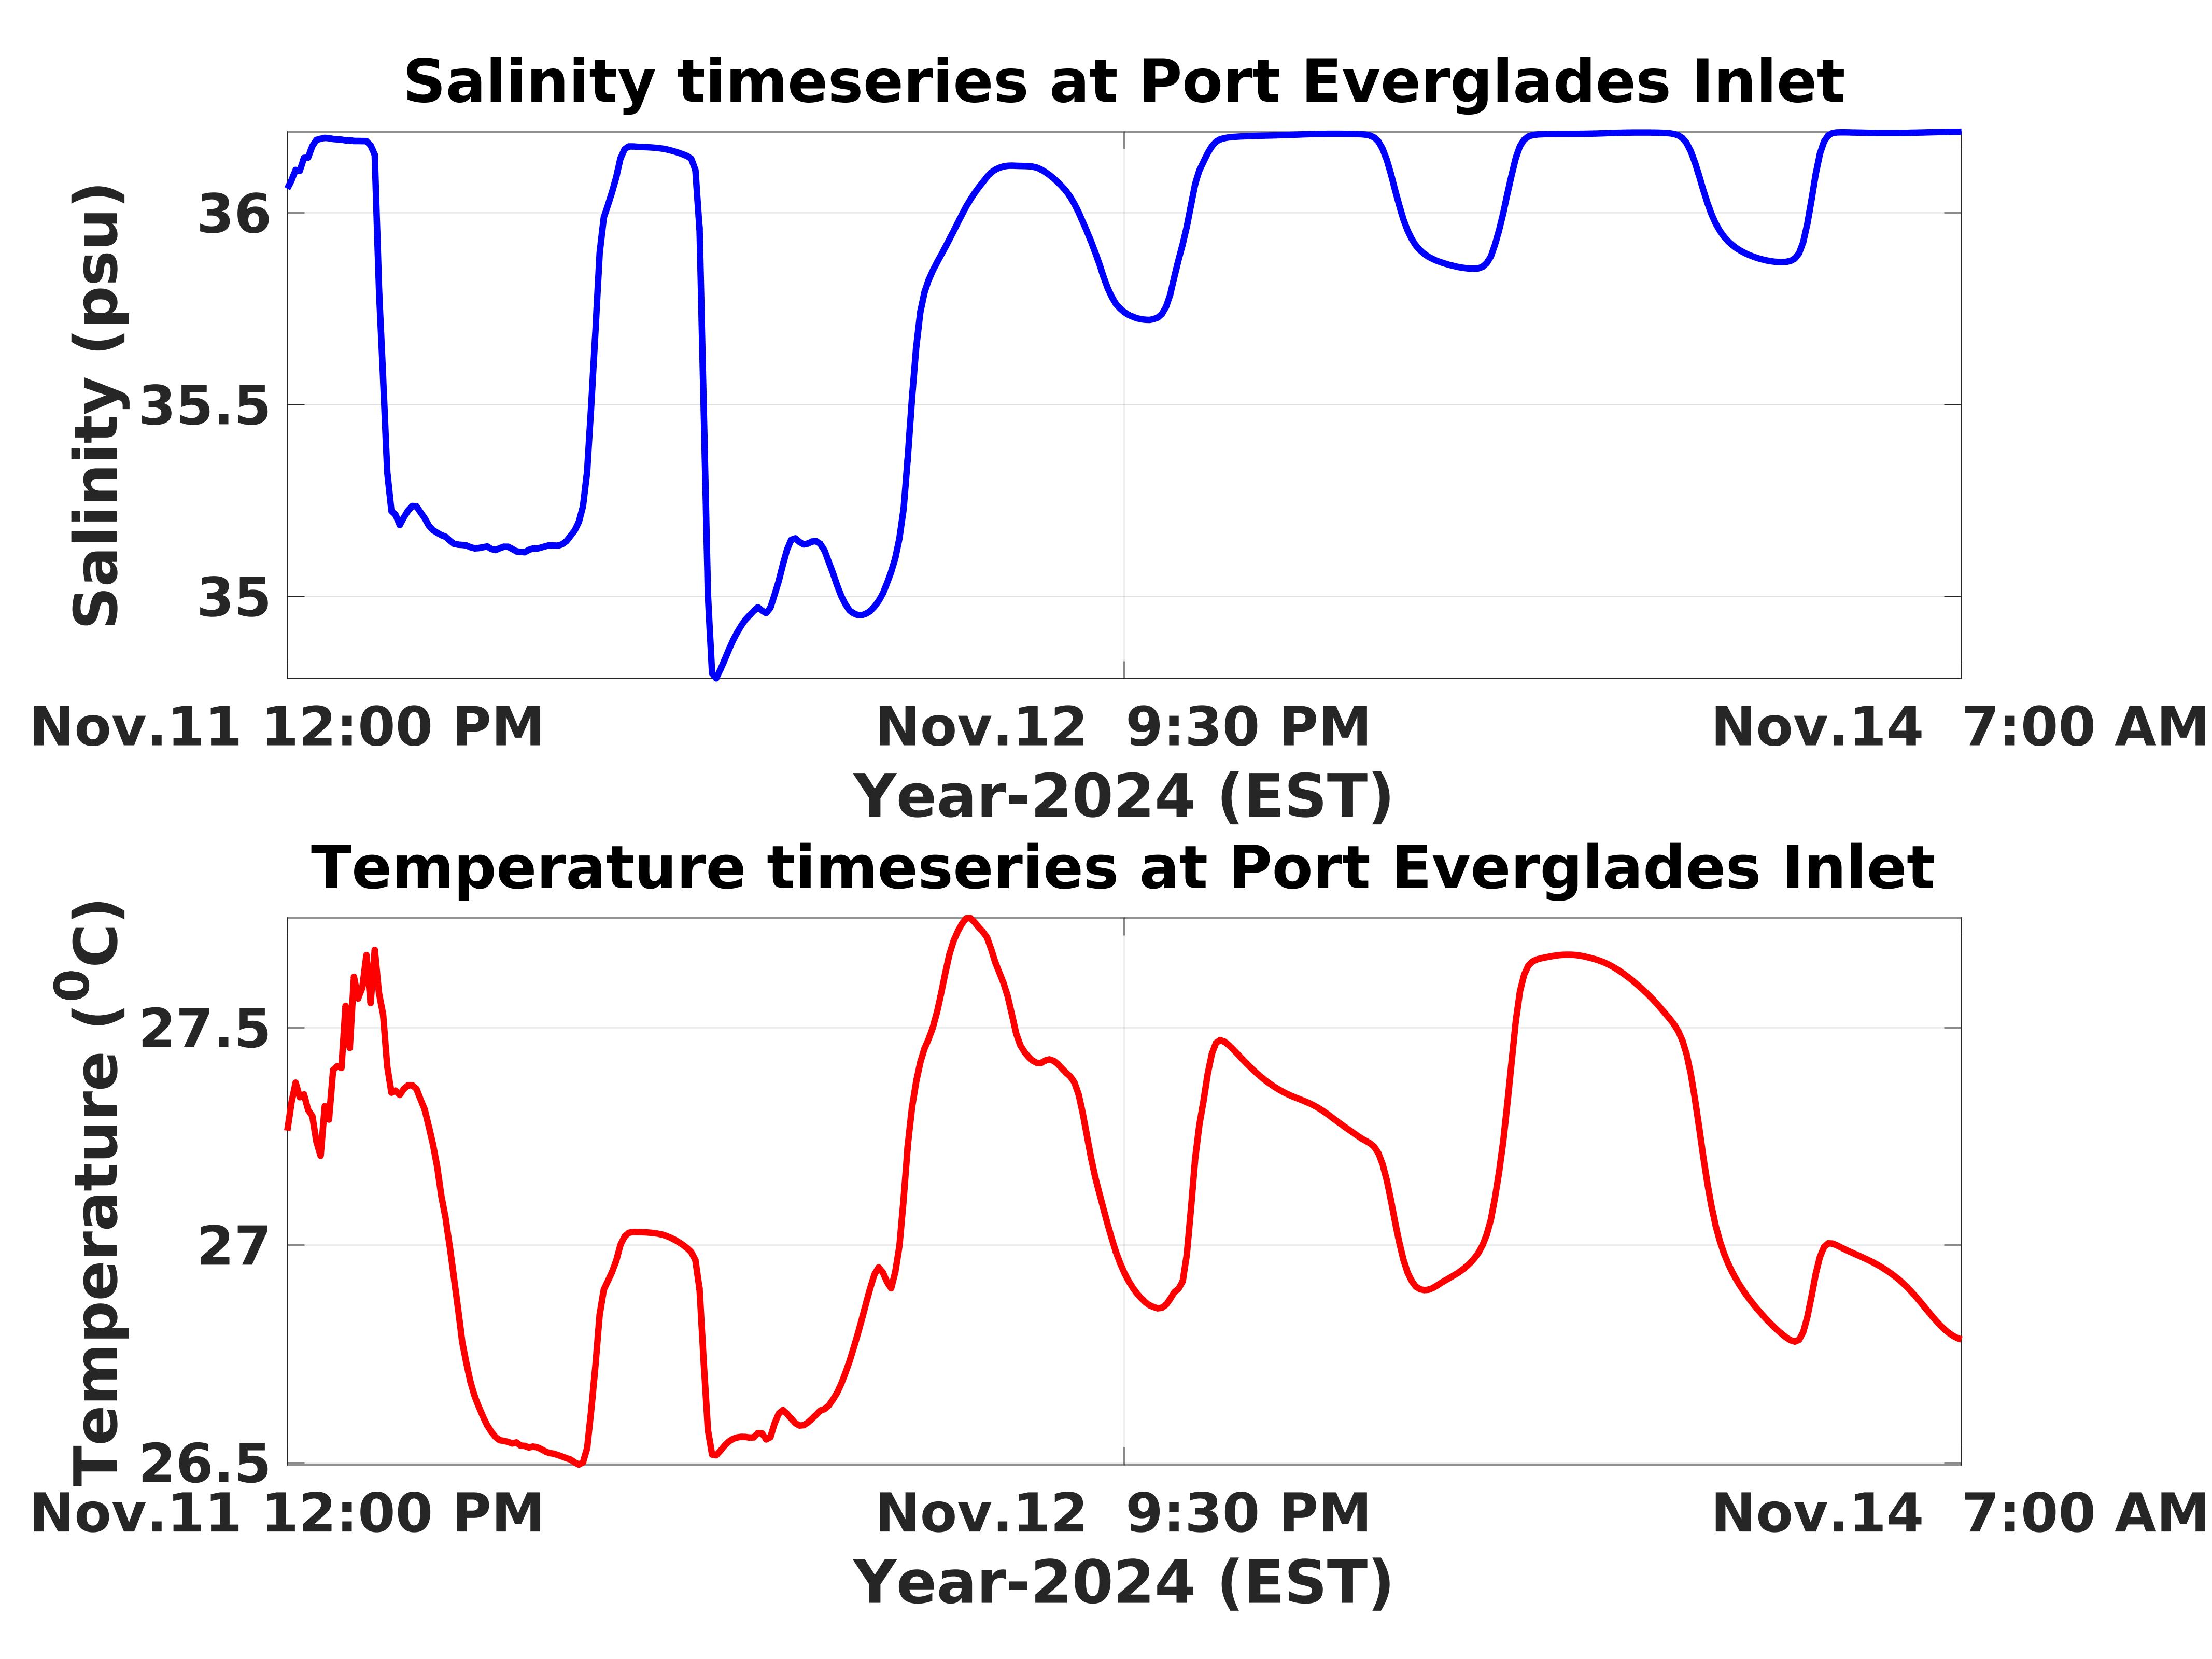 Salinity timeseries at Port Everglades Inlet
Salinity (psu)
36
35.5
35
Nov.11 12:00 PM Nov.12 9:30 PM Nov.14 7:00 AM
Year-2024 (EST)
Temperature timeseries at Port Everglades Inlet
Temperature (⁰C)
27.5
27
26.5
Nov.11 12:00 PM Nov.12 9:30 PM Nov.14 7:00 AM
Year-2024 (EST)